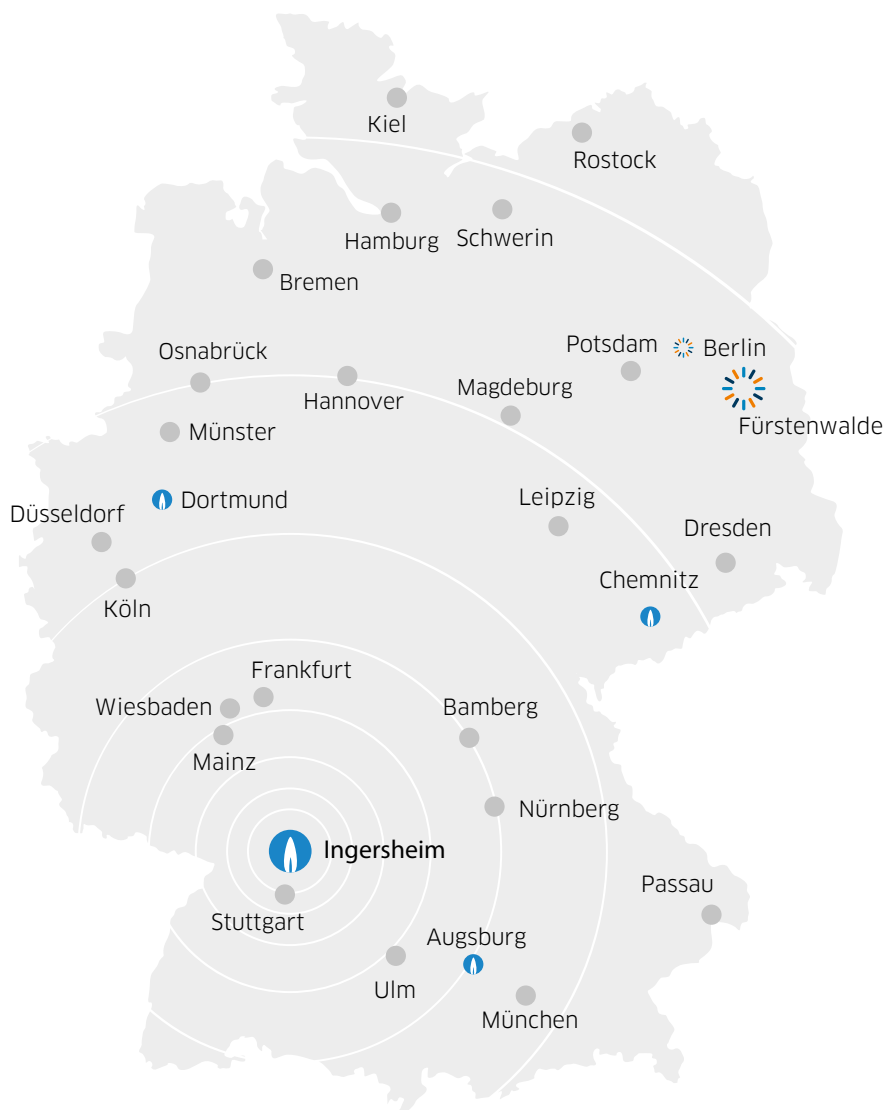 Kiel
Rostock
Hamburg
Schwerin
Bremen
Osnabrück
Potsdam
Berlin
Hannover
Magdeburg
Fürstenwalde
Münster
Dortmund
Leipzig
Düsseldorf
Dresden
Chemnitz
Köln
Frankfurt
Wiesbaden
Bamberg
Mainz
Nürnberg
Ingersheim
Passau
Stuttgart
Augsburg
Ulm
München